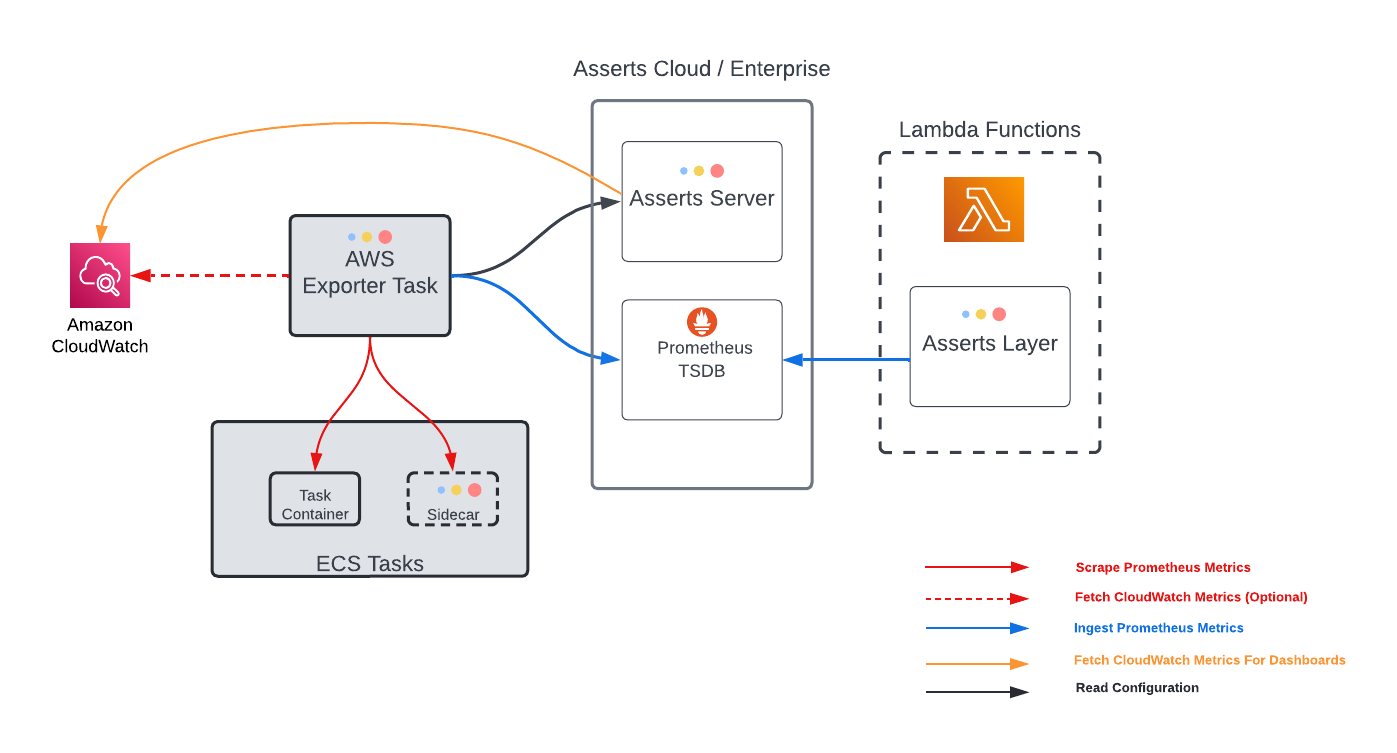 Asserts Cloud / Enterprise
Lambda Functions
Asserts Server
AWS
Exporter Task
Amazon
CloudWatch
Prometheus
TSDB
Asserts Layer
Task
Container
Sidecar
ECS Tasks
Scrape Prometheus Metrics
Fetch CloudWatch Metrics (Optional)
Ingest Prometheus Metrics
Fetch CloudWatch Metrics For Dashboards
Read Configuration